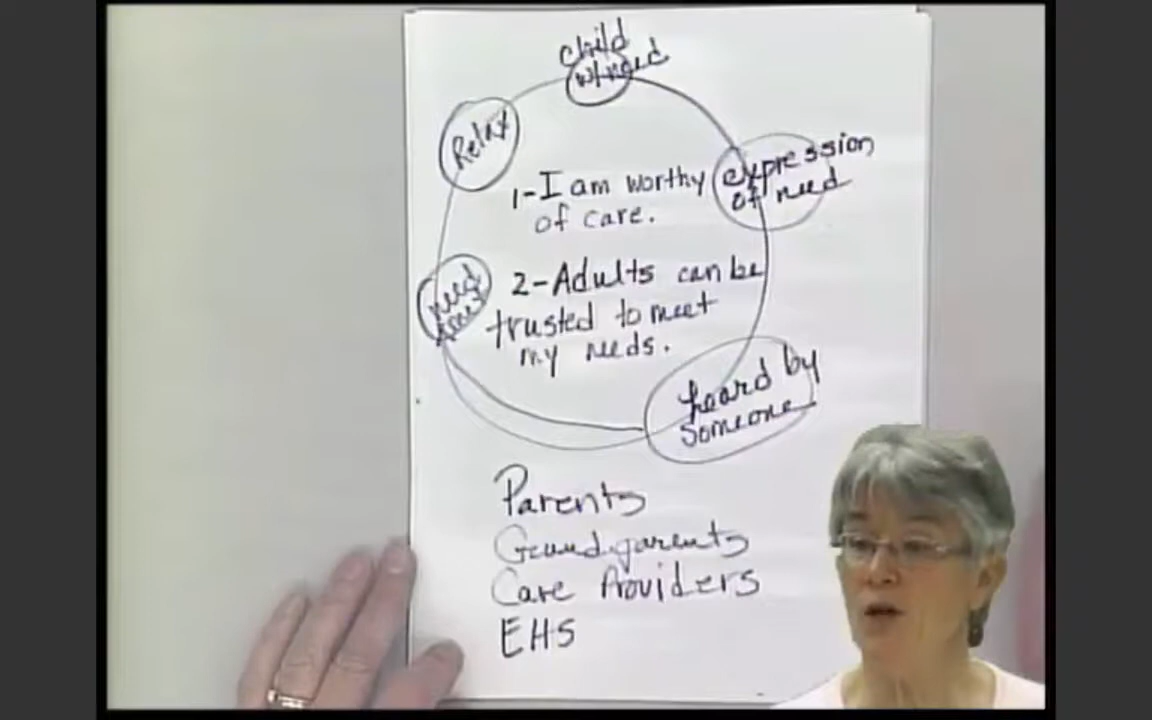 child
w/need
expression
of need
Relax
1-I am worthy
of care.
need
met
2-Adults can be
trusted to meet
my needs.
heard by
someone
Parents
Grandparents
Care Providers
EHS